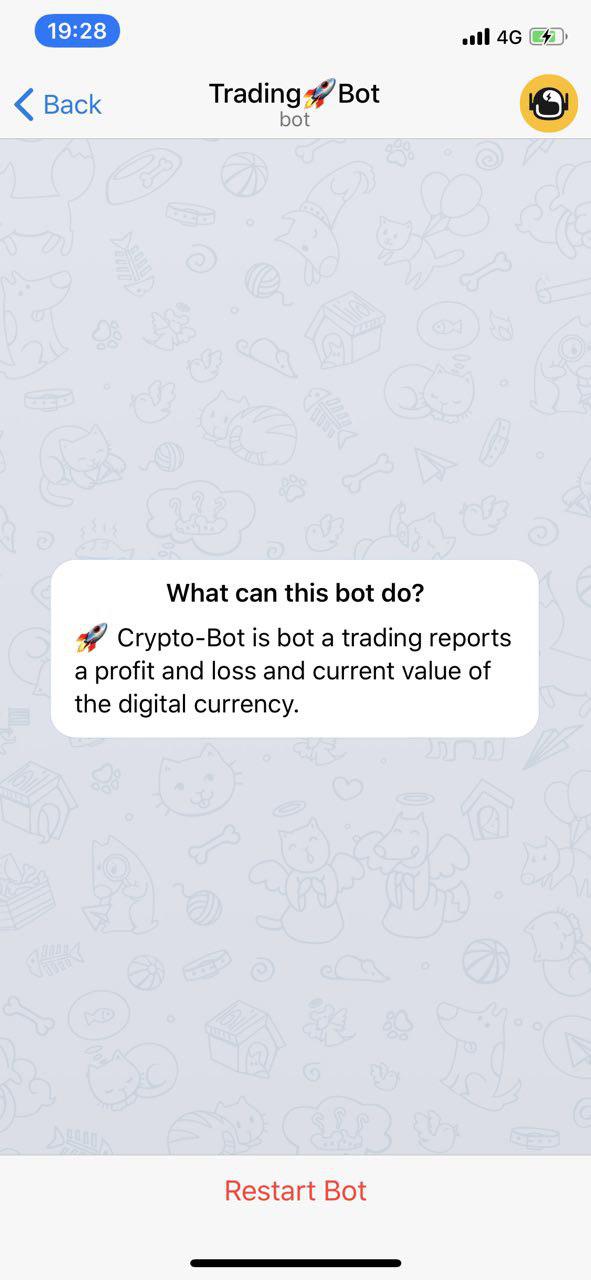 19:28
4G
Back
Trading🚀Bot
bot
What can this bot do?
🚀 Crypto-Bot is bot a trading reports
a profit and loss and current value of
the digital currency.
Restart Bot